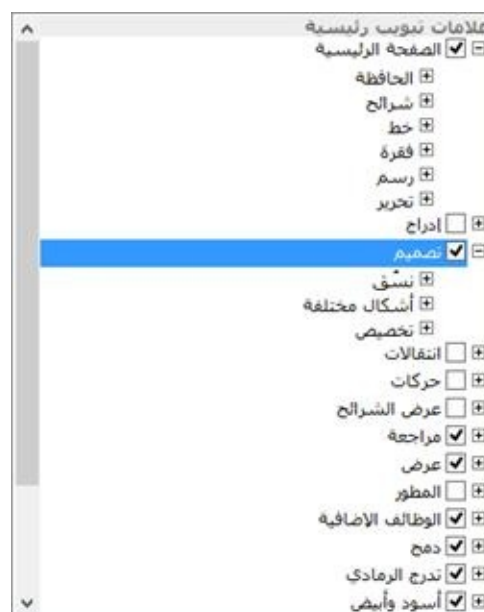 علامات تبويب رئيسية
الصفحة الرئيسية
الحافظة
شرائح
خط
فقرة
رسم
تحرير
إدراج
تصميم
نسّق
أشكال مختلفة
تخصيص
انتقالات
حركات
عرض الشرائح
مراجعة
عرض
المطور
الوظائف الإضافية
دمج
تدرج الرمادي
أسود وأبيض